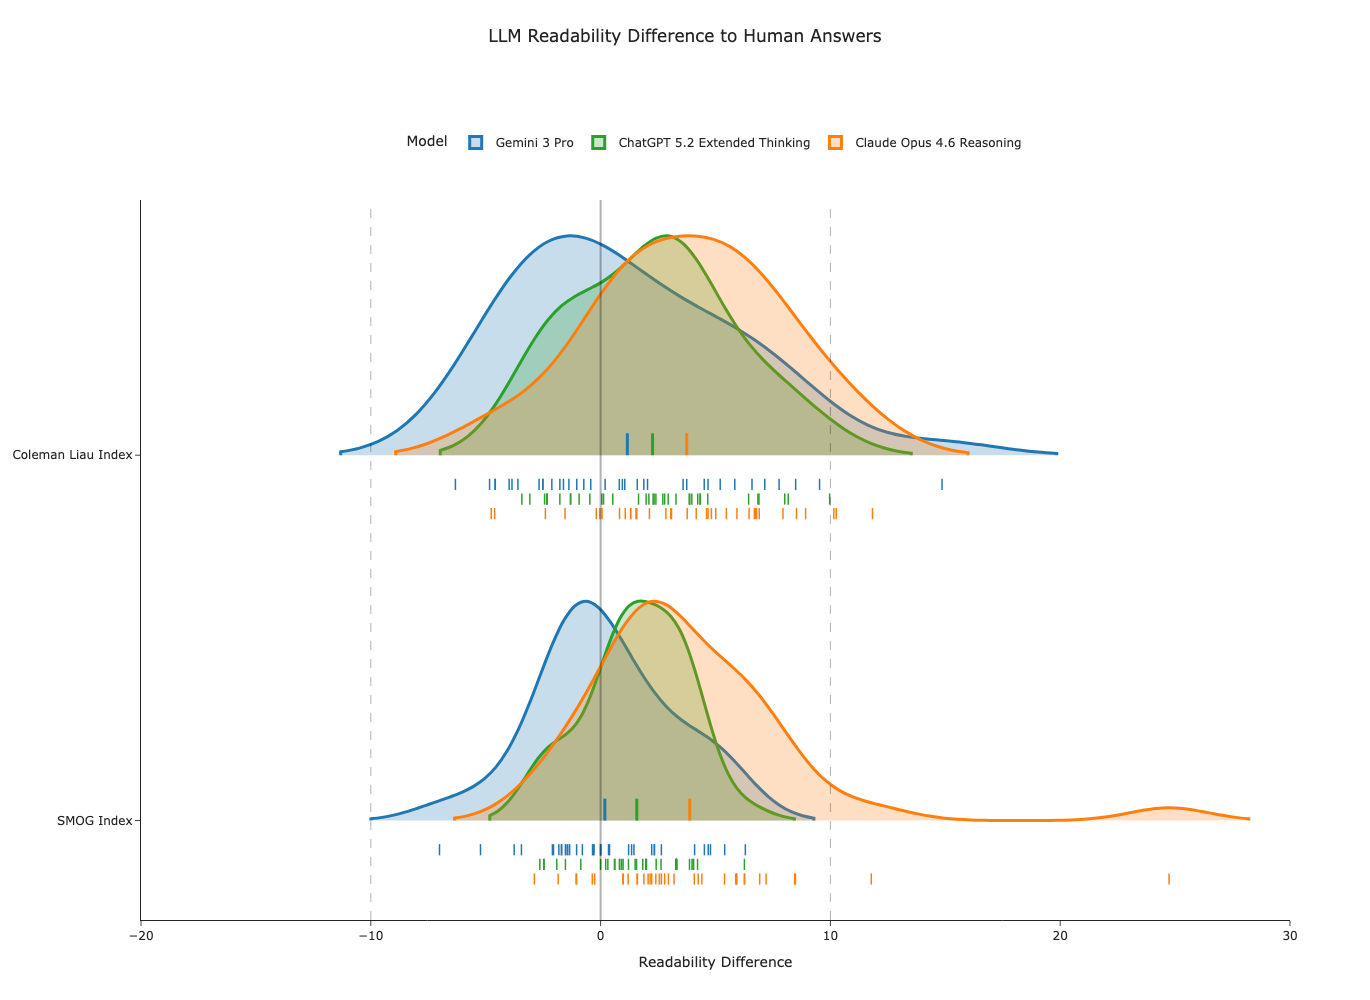 LLM Readability Difference to Human Answers
Model
Gemini 3 Pro
ChatGPT 5.2 Extended Thinking
Claude Opus 4.6 Reasoning
Coleman Liau Index
SMOG Index
−20
−10
0
10
20
30
Readability Difference